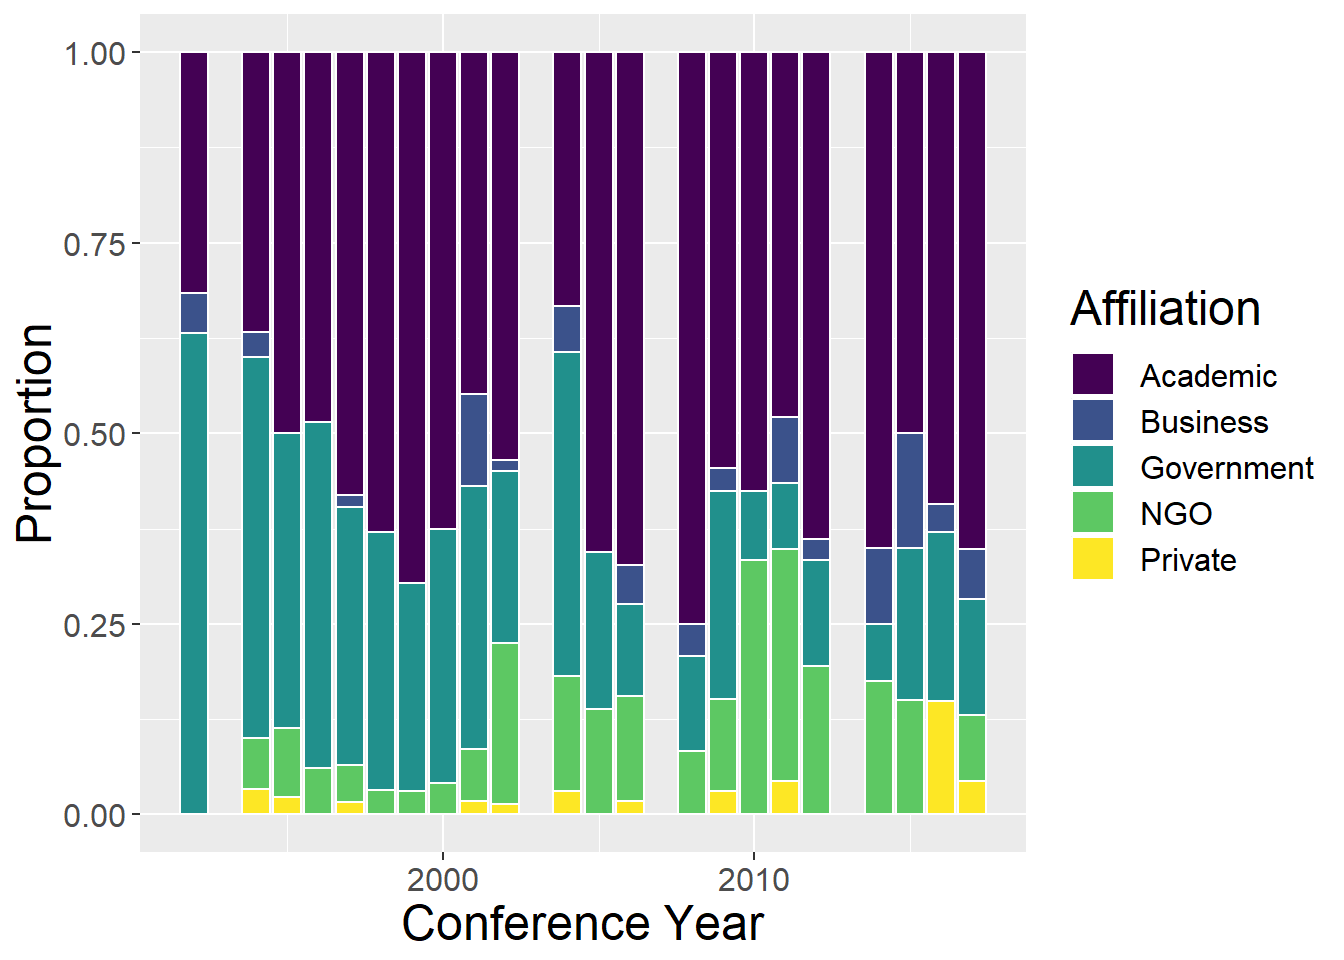 1.00
0.75
0.50
0.25
0.00
Proportion
2000
2010
Conference Year
Affiliation
Academic
Business
Government
NGO
Private